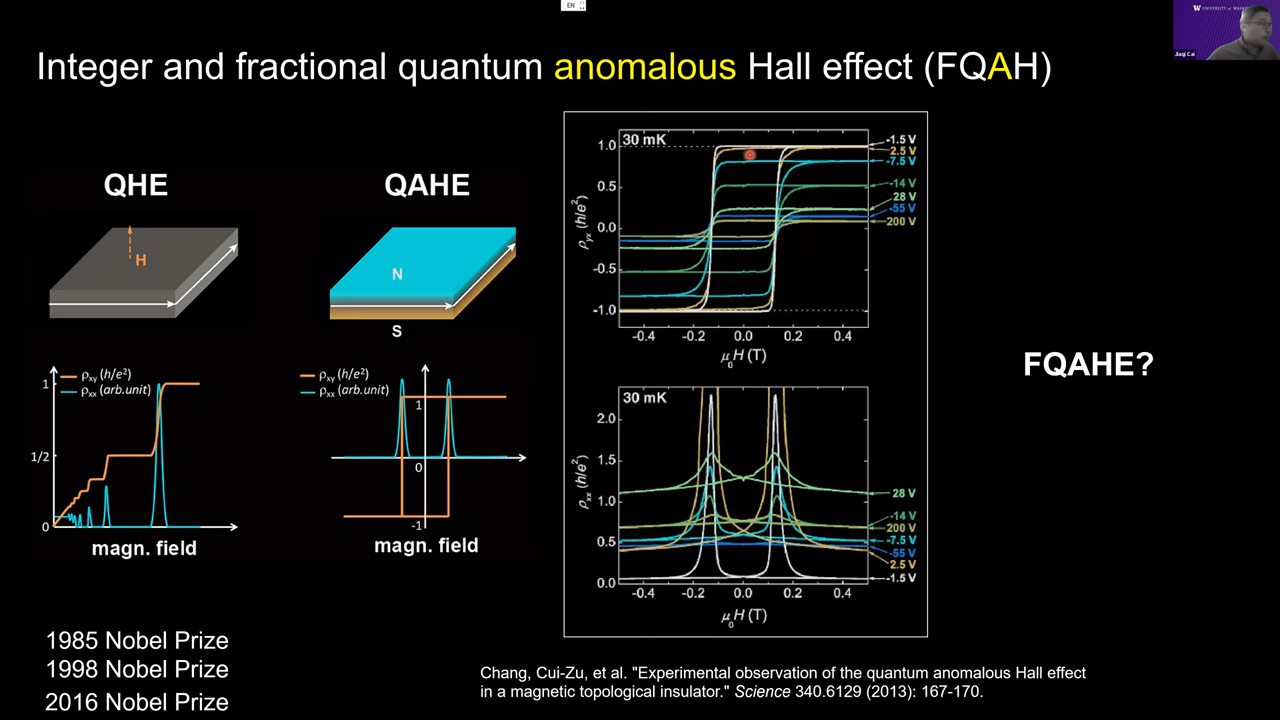 EN
UNIVERSITY of
Jiaqi Cai
Integer and fractional quantum anomalous Hall effect (FQAH)
QHE
QAHE
H
N
S
ρxy (h/e²)
ρxx (arb.unit)
1
1/2
0
magn. field
ρxy (h/e²)
ρxx (arb.unit)
1
0
-1
magn. field
30 mK
1.0
0.5
0.0
-0.5
-1.0
ρyx (h/e²)
-0.4 -0.2 0.0 0.2 0.4
μ0H (T)
-1.5 V
2.5 V
-7.5 V
-14 V
28 V
-55 V
200 V
30 mK
2.0
1.5
1.0
0.5
0.0
ρxx (h/e²)
-0.4 -0.2 0.0 0.2 0.4
μ0H (T)
28 V
-14 V
200 V
-7.5 V
-55 V
2.5 V
-1.5 V
FQAHE?
1985 Nobel Prize
1998 Nobel Prize
2016 Nobel Prize
Chang, Cui-Zu, et al. "Experimental observation of the quantum anomalous Hall effect
in a magnetic topological insulator." Science 340.6129 (2013): 167-170.